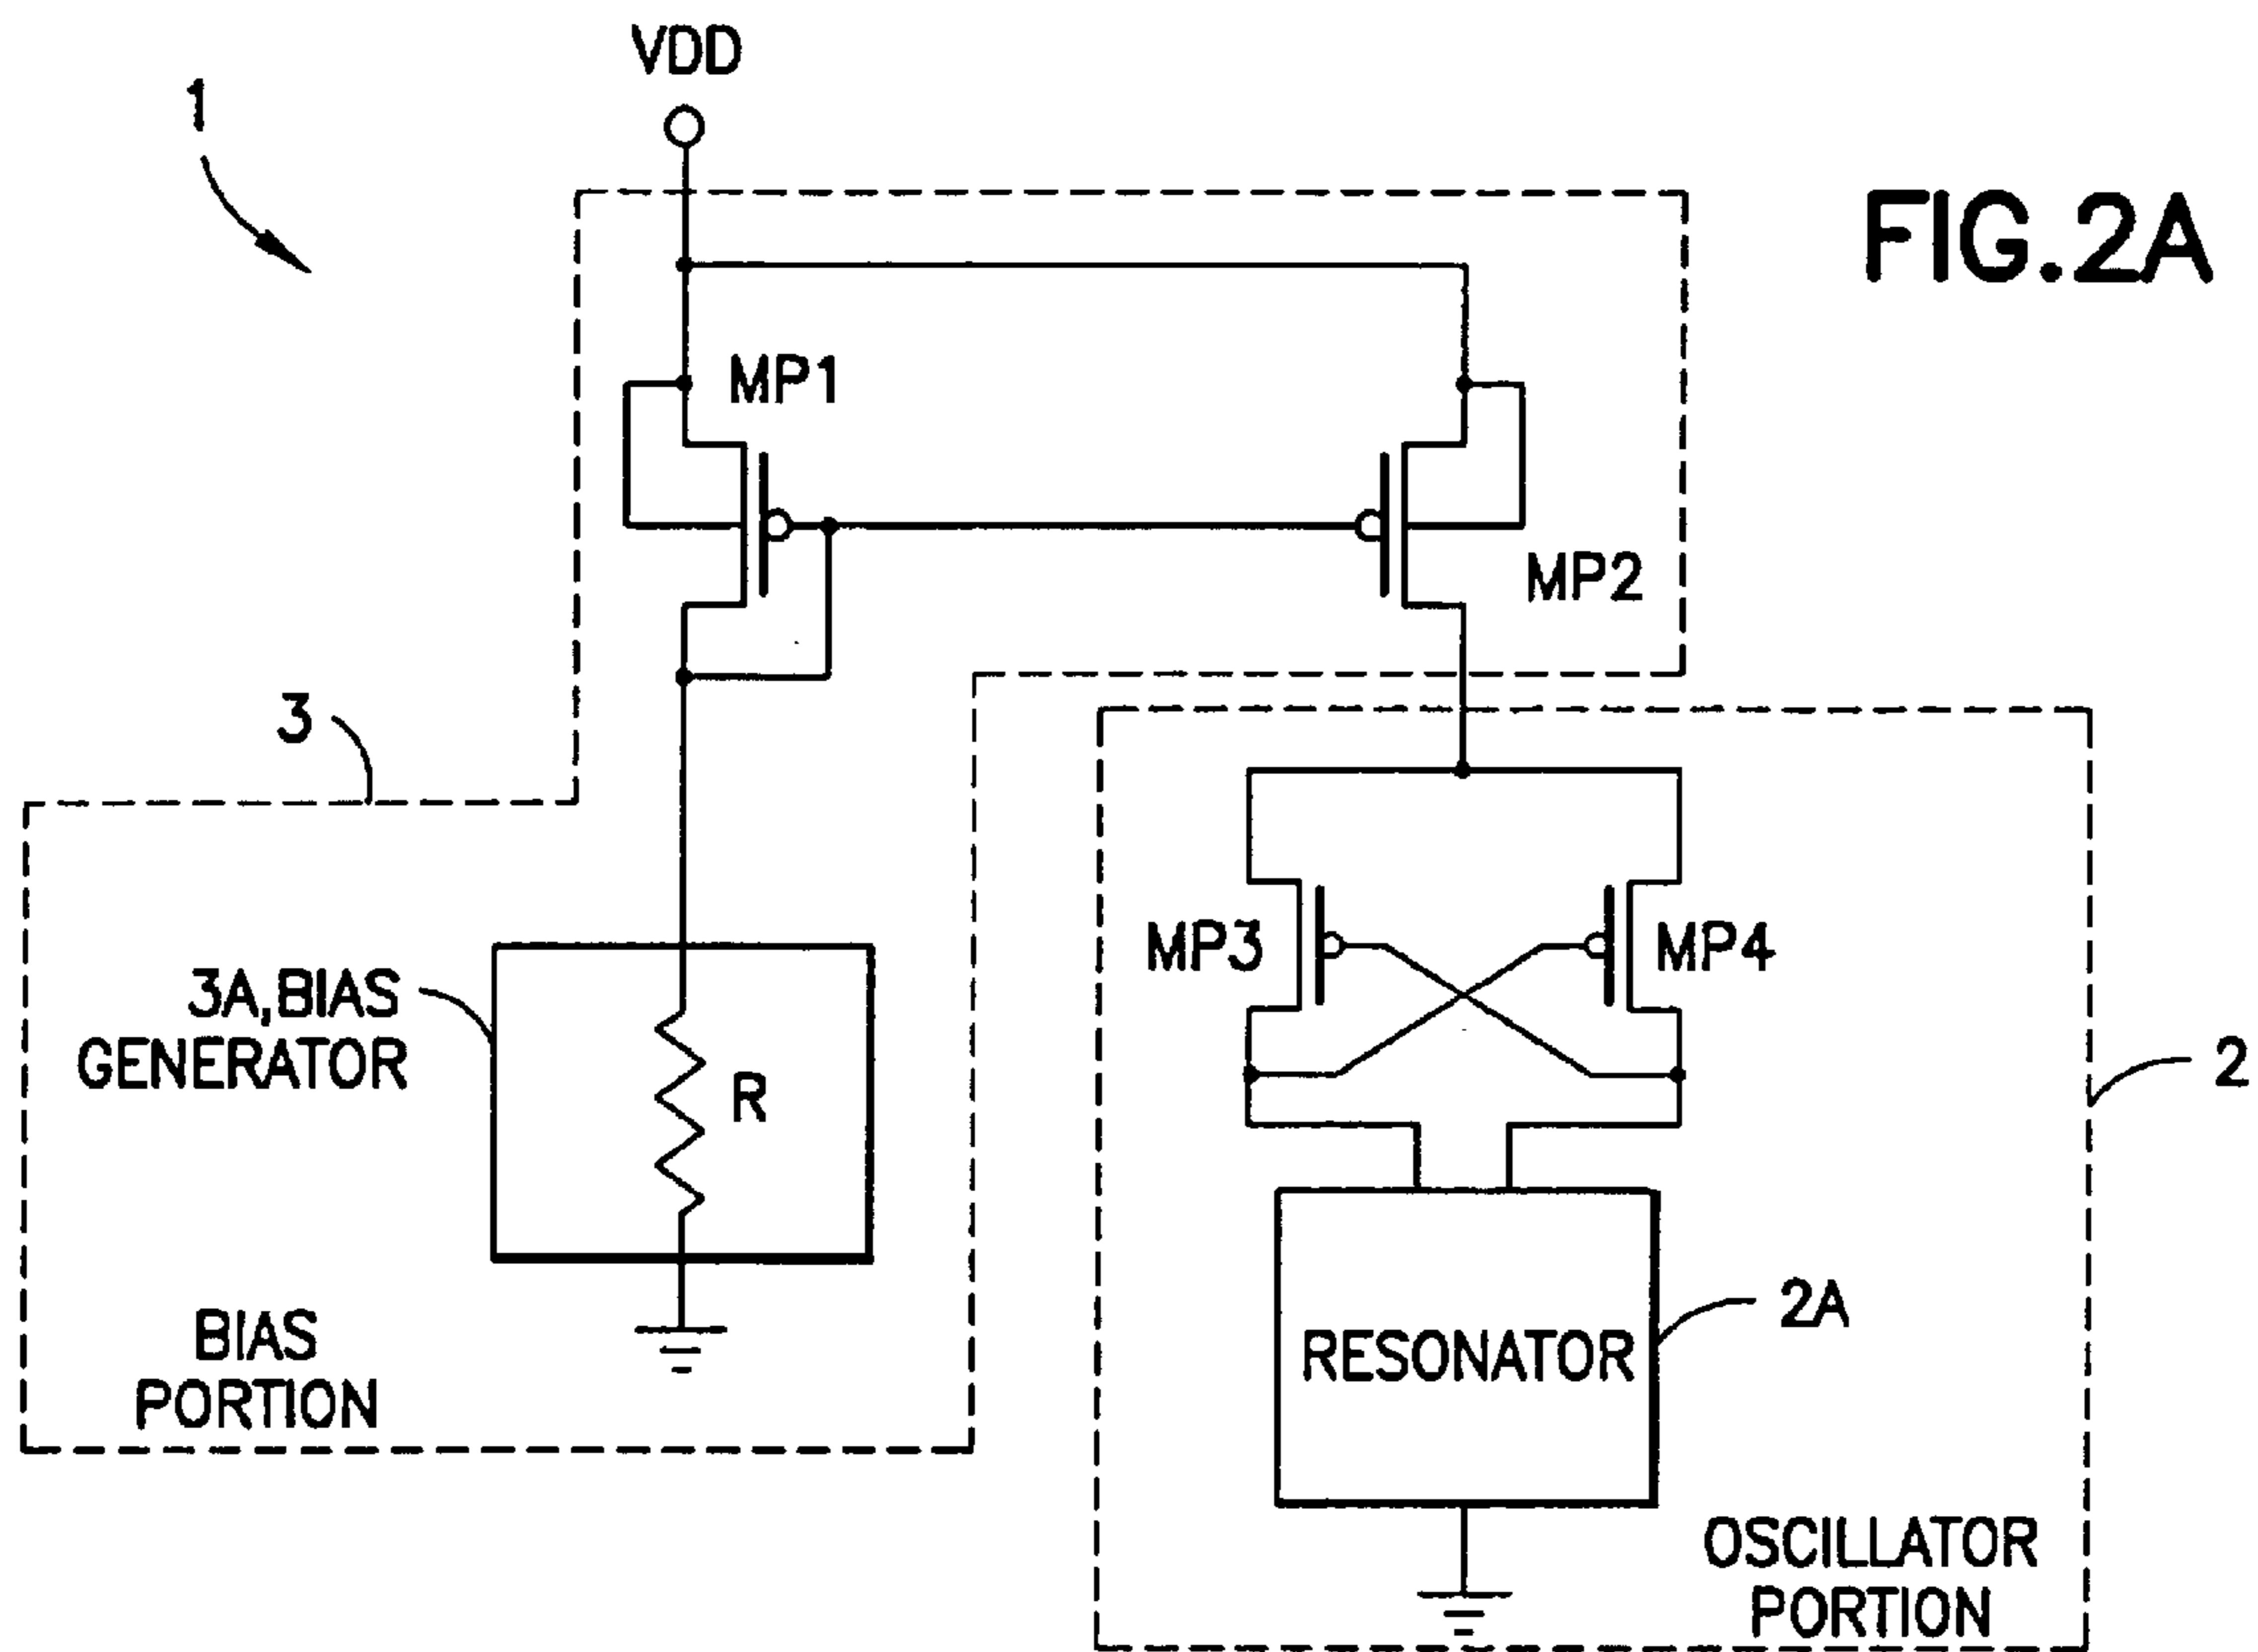 VDD
1
FIG.2A
MP1
MP2
3
MP3
MP4
3A,BIAS
GENERATOR
R
2
2A
RESONATOR
BIAS
PORTION
OSCILLATOR
PORTION